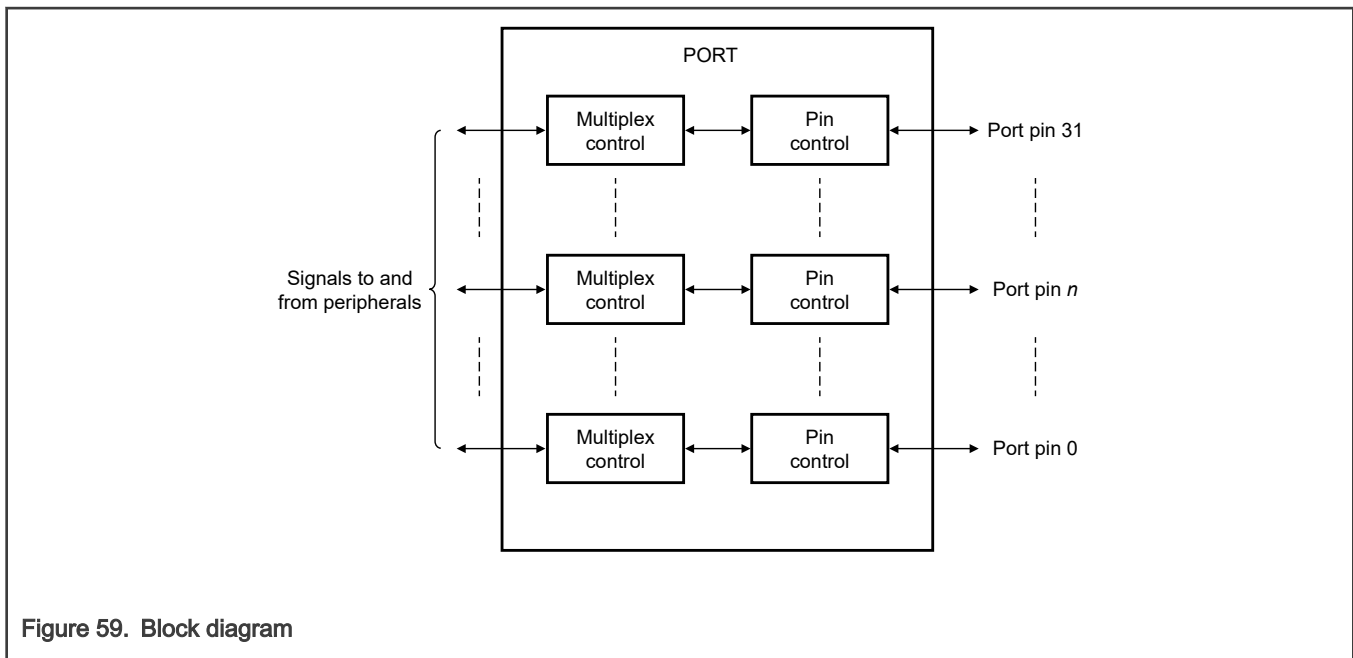 PORT
Multiplex
control
Pin
control
Port pin 31
Signals to and
from peripherals
Multiplex
control
Pin
control
Port pin n
Multiplex
control
Pin
control
Port pin 0
Figure 59. Block diagram